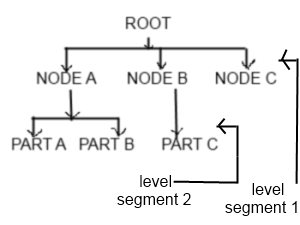 ROOT
NODE A NODE B NODE C
PART A PART B PART C
level
segment 2
level
segment 1